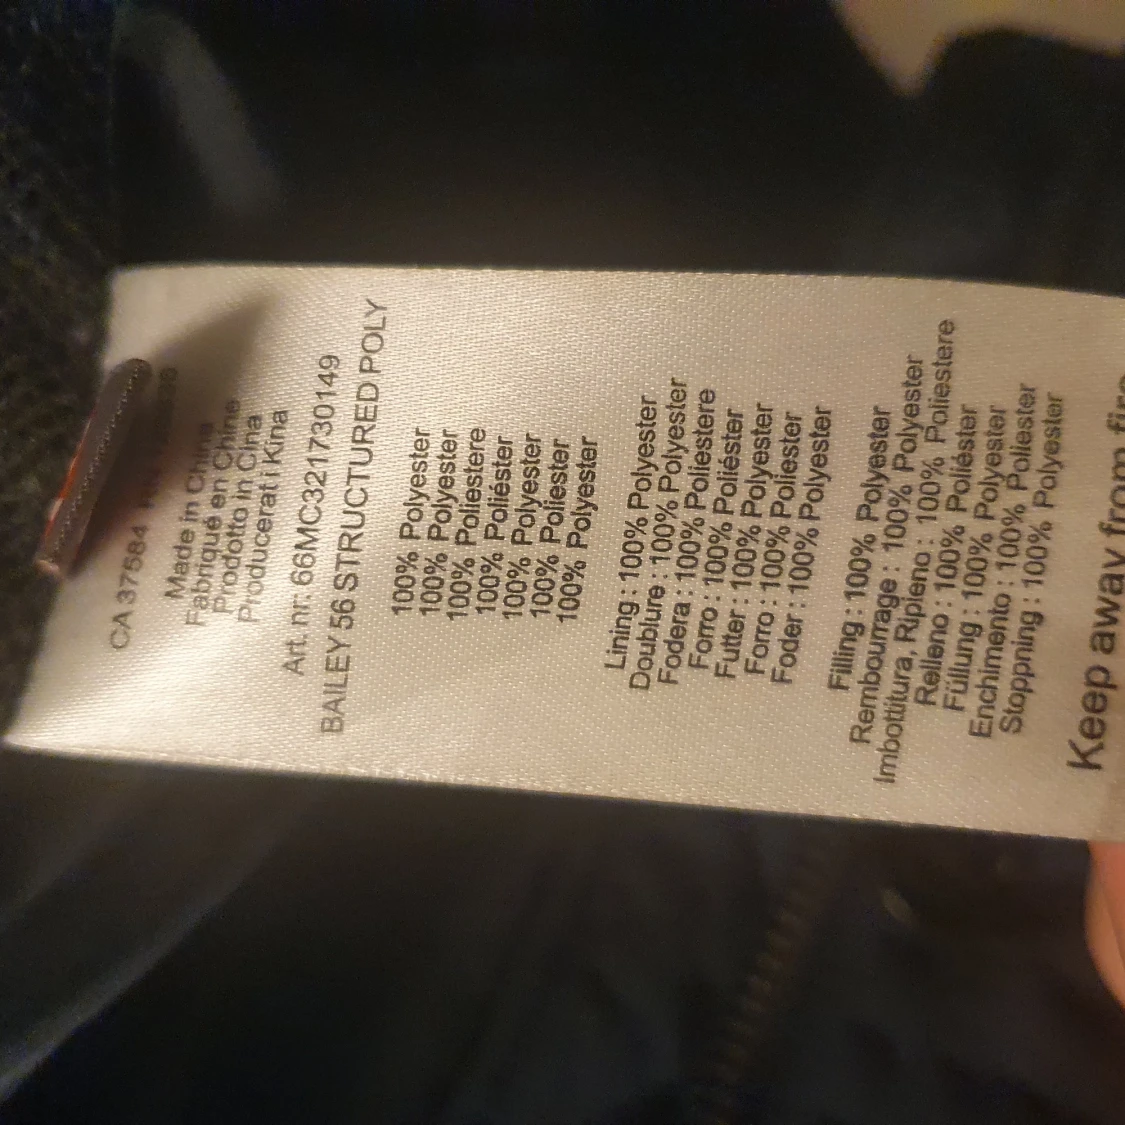 CA 37584
Made in China
Fabriqué en Chine
Prodotto in Cina
Producerat i Kina
Art. nr: 66MC3217730149
BAILEY 56 STRUCTURED POLY
100% Polyester
100% Polyester
100% Poliestere
100% Poliéster
100% Polyester
100% Poliester
100% Polyester
Lining : 100% Polyester
Doublure : 100% Polyester
Fodera : 100% Poliestere
Forro : 100% Poliéster
Futter : 100% Polyester
Forro : 100% Poliester
Foder : 100% Polyester
Filling : 100% Polyester
Rembourrage : 100% Polyester
Imbottitura, Ripieno : 100% Poliestere
Relleno : 100% Poliéster
Füllung : 100% Polyester
Enchimento : 100% Poliester
Stoppning : 100% Polyester
Keep away from fire